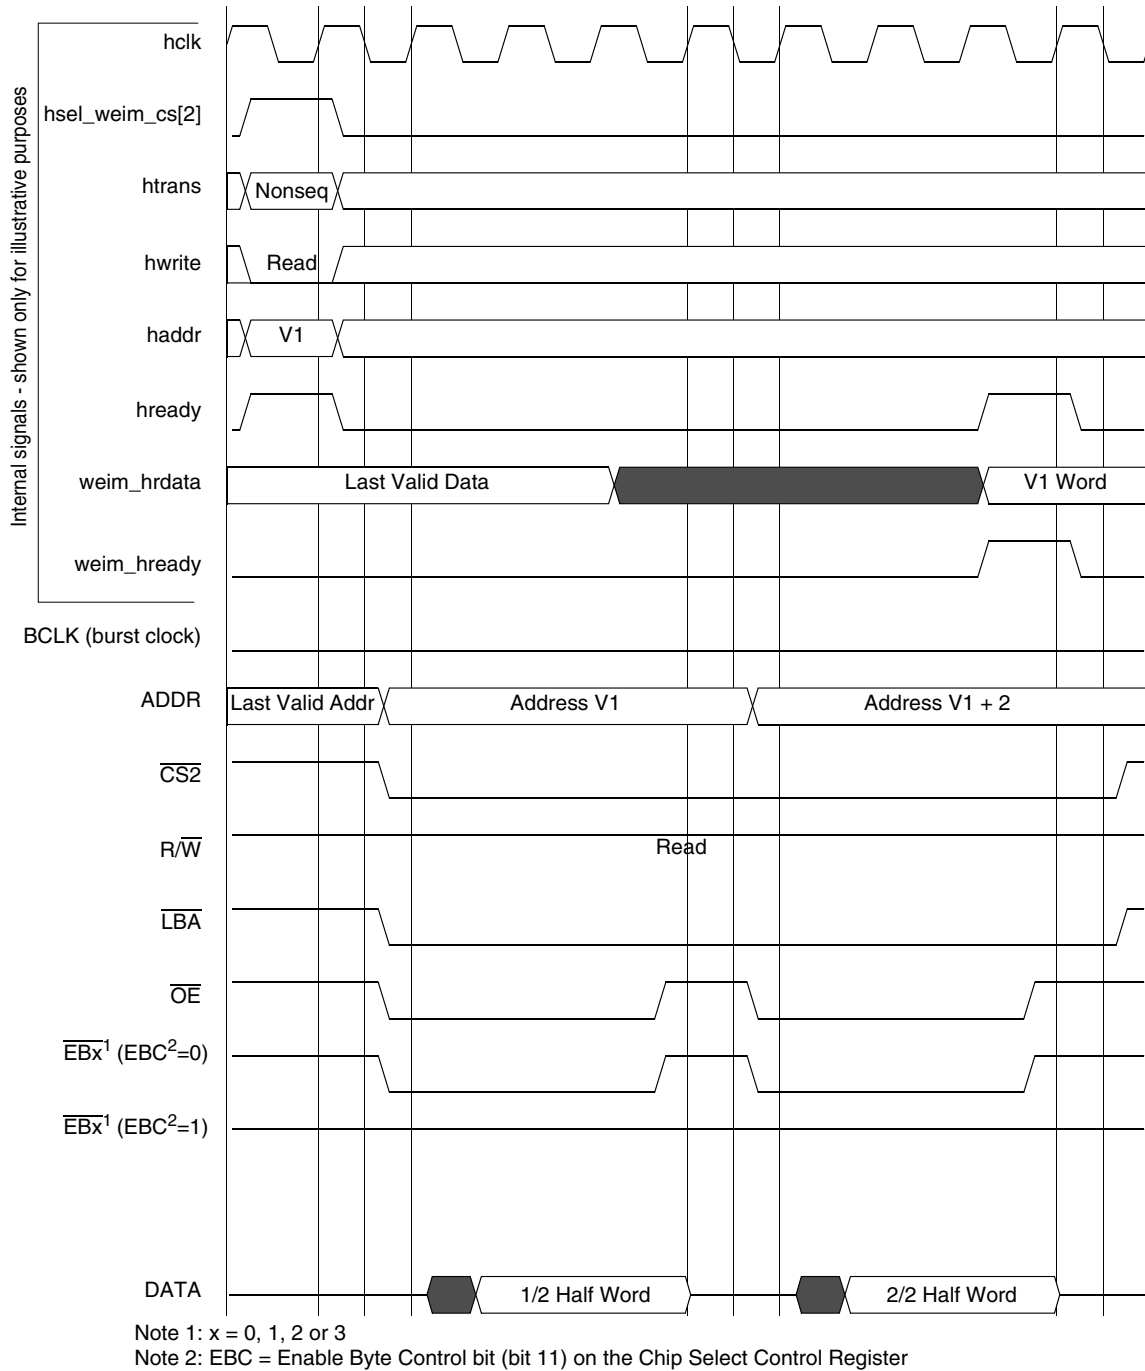 Internal signals - shown only for illustrative purposes
hclk
hsel_weim_cs[2]
htrans Nonseq
hwrite Read
haddr V1
hready
weim_hrdata Last Valid Data V1 Word
weim_hready
BCLK (burst clock)
ADDR Last Valid Addr Address V1 Address V1 + 2
CS2
R/W Read
LBA
OE
EBx1 (EBC2=0)
EBx1 (EBC2=1)
DATA 1/2 Half Word 2/2 Half Word
Note 1: x = 0, 1, 2 or 3
Note 2: EBC = Enable Byte Control bit (bit 11) on the Chip Select Control Register